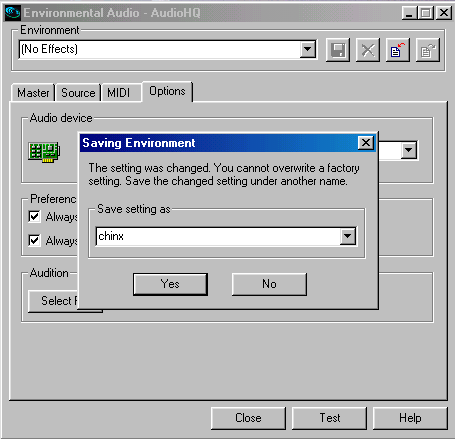 Environmental Audio - AudioHQ
Environment
(No Effects)
Master Source MIDI Options
Audio device
Saving Environment
The setting was changed. You cannot overwrite a factory
setting. Save the changed setting under another name.
Save setting as
chinx
Yes No
Always
Always
Audition
Select
Close Test Help